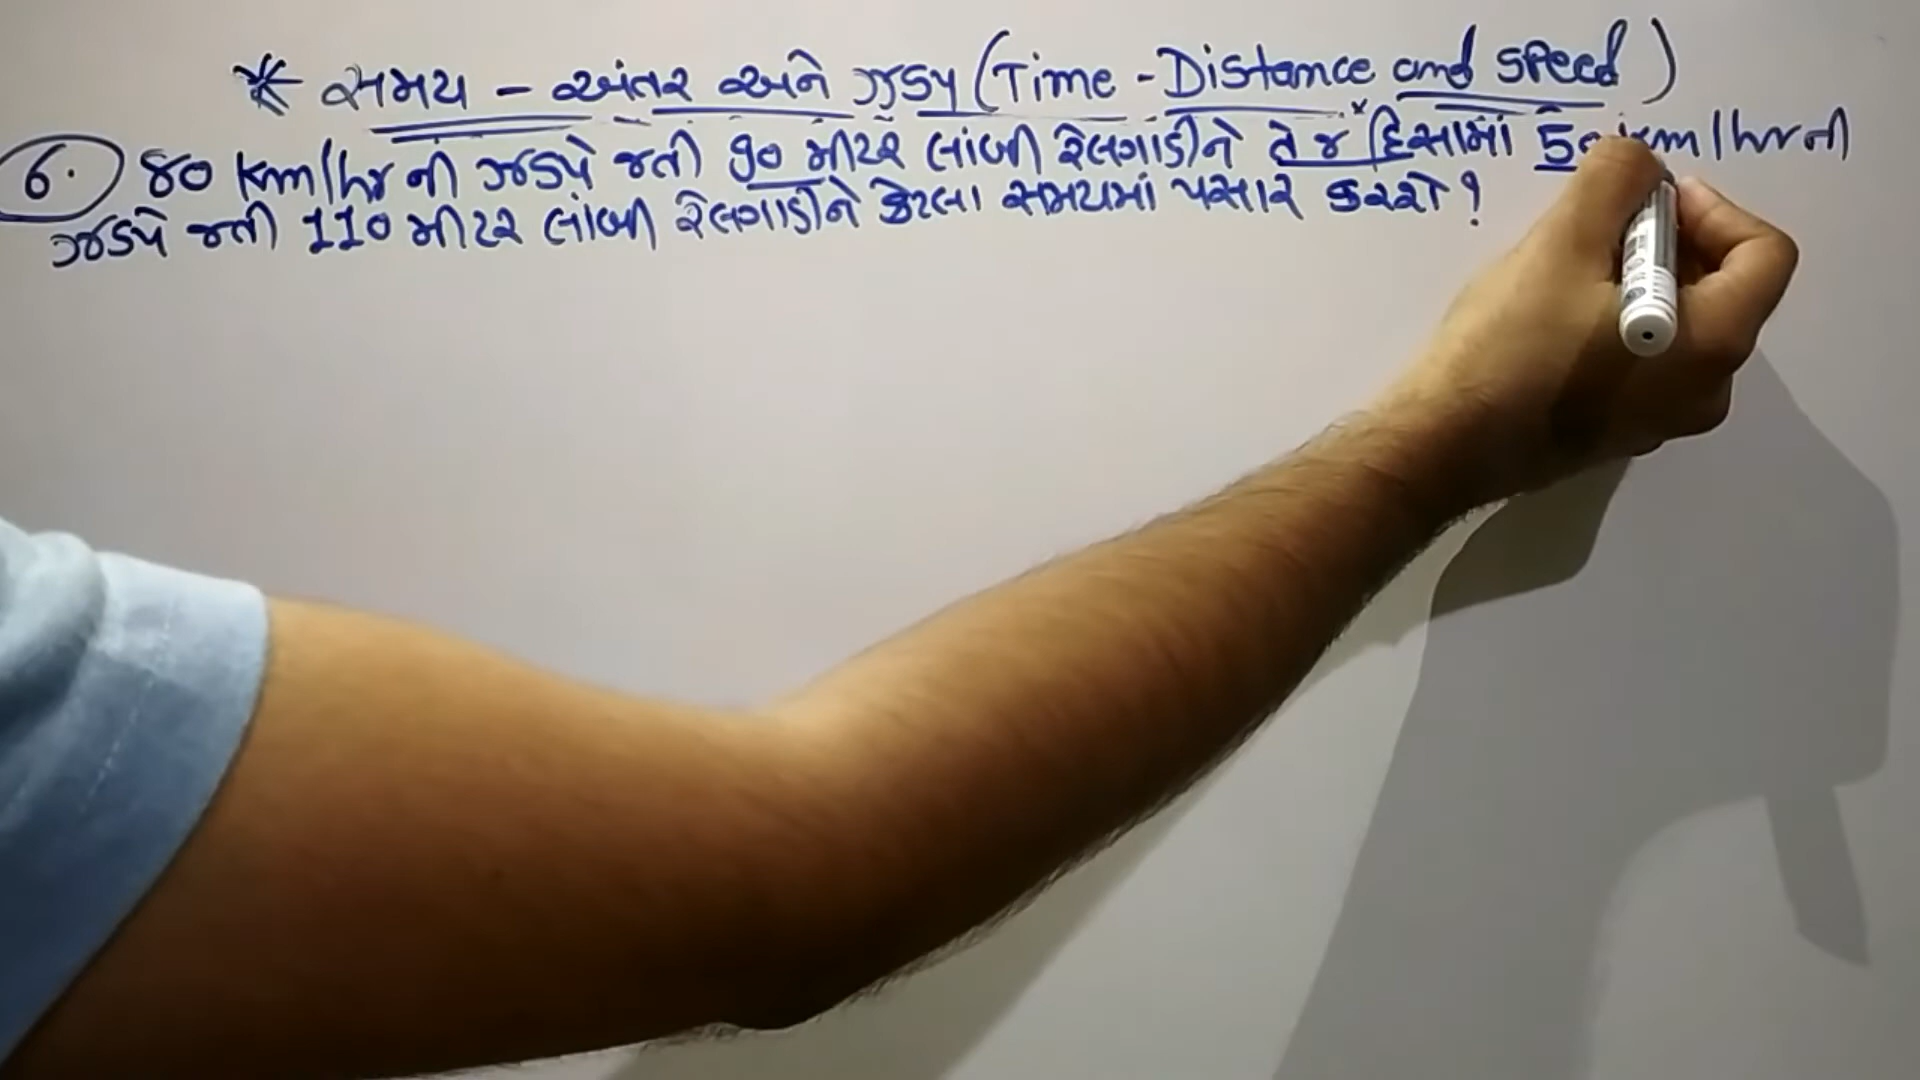 * સમય - અંતર અને ઝડપ (Time - Distance and speed)
6. 80 km/hr ની ઝડપે જતી 90 મીટર લાંબી રેલગાડીને તે જ દિસામાં 50 km/hr ની
ઝડપે જતી 110 મીટર લાંબી રેલગાડીને કેટલા સમયમાં પસાર કરશે ?